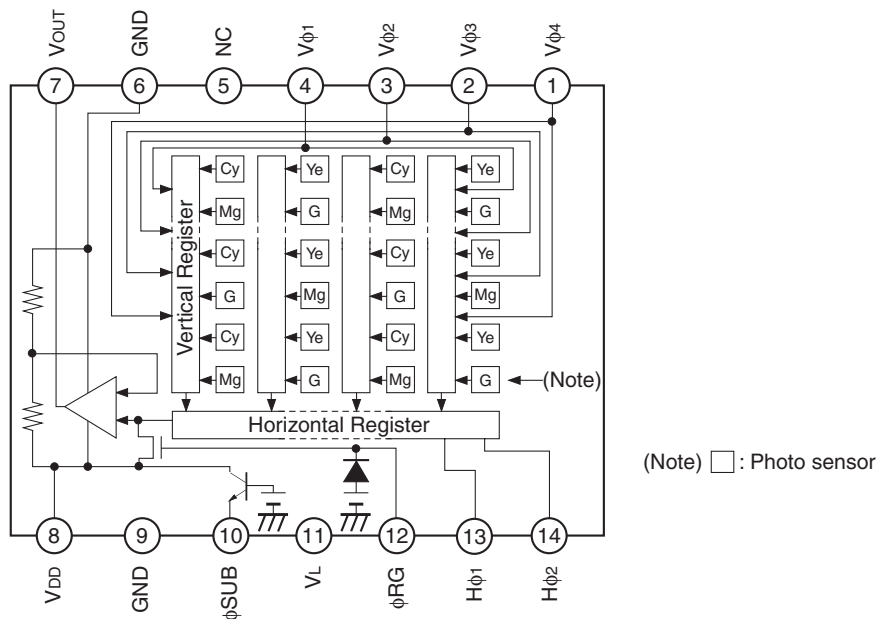 VOUT GND NC Vϕ1 Vϕ2 Vϕ3 Vϕ4
7 6 5 4 3 2 1
Vertical Register
Cy Ye Cy Ye
Mg G Mg G
Cy Ye Cy Ye
G Mg G Mg
Cy Ye Cy Ye
Mg G Mg G
(Note)
Horizontal Register
(Note) : Photo sensor
8 9 10 11 12 13 14
VDD GND ϕSUB VL ϕRG Hϕ1 Hϕ2